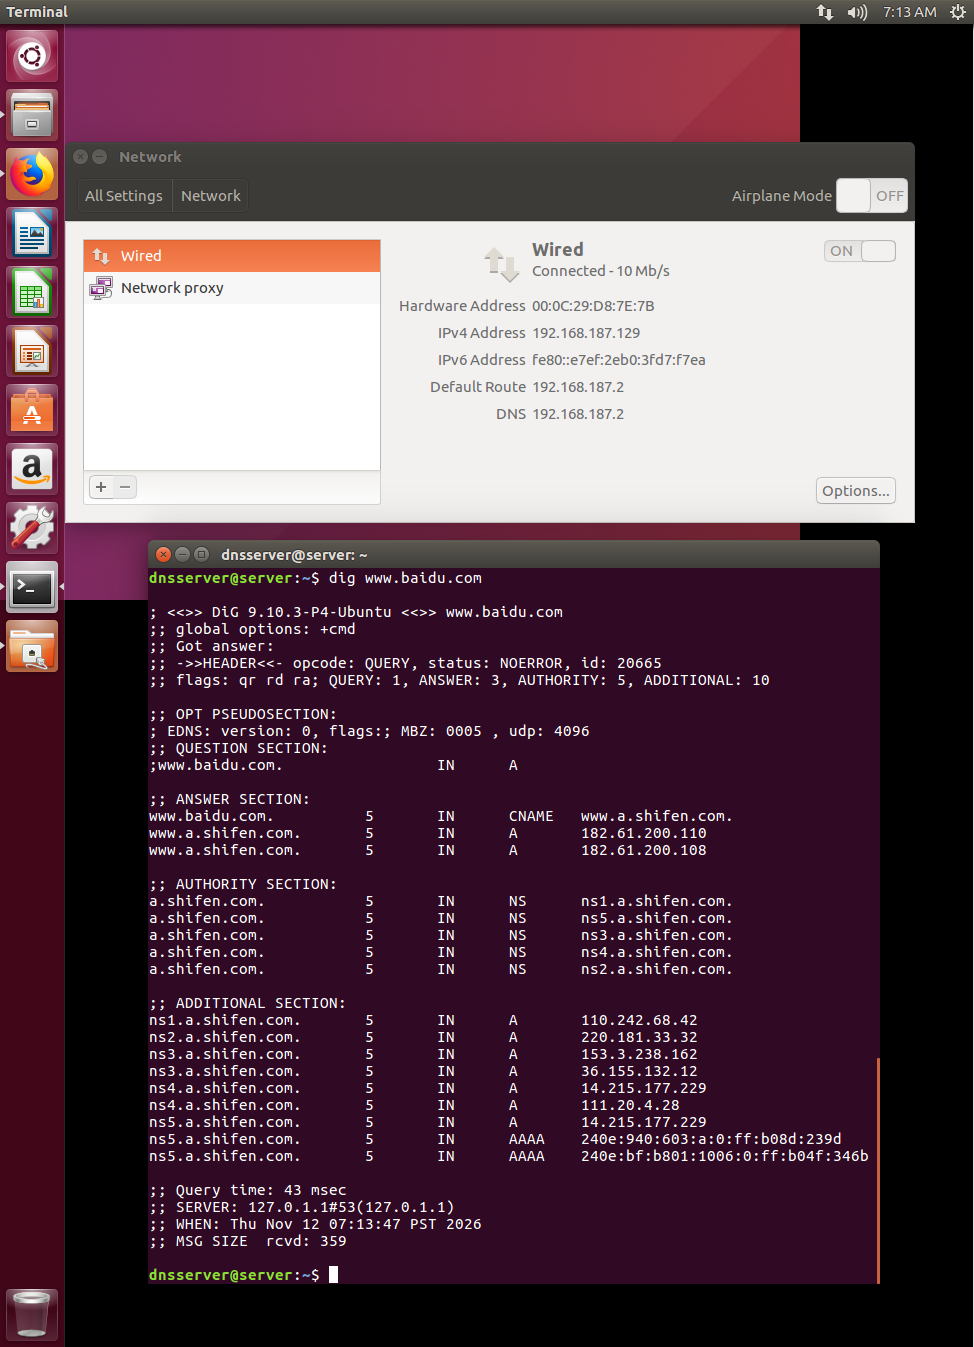 Terminal 7:13 AM
Network
All Settings Network Airplane Mode OFF
Wired
Network proxy
Wired ON
Connected - 10 Mb/s
Hardware Address 00:0C:29:D8:7E:7B
IPv4 Address 192.168.187.129
IPv6 Address fe80::e7ef:2eb0:3fd7:f7ea
Default Route 192.168.187.2
DNS 192.168.187.2
+ −
Options...
dnsserver@server: ~
dnsserver@server:~$ dig www.baidu.com
; <<>> DiG 9.10.3-P4-Ubuntu <<>> www.baidu.com
;; global options: +cmd
;; Got answer:
;; ->>HEADER<<- opcode: QUERY, status: NOERROR, id: 20665
;; flags: qr rd ra; QUERY: 1, ANSWER: 3, AUTHORITY: 5, ADDITIONAL: 10
;; OPT PSEUDOSECTION:
; EDNS: version: 0, flags:; MBZ: 0005 , udp: 4096
;; QUESTION SECTION:
;www.baidu.com. IN A
;; ANSWER SECTION:
www.baidu.com. 5 IN CNAME www.a.shifen.com.
www.a.shifen.com. 5 IN A 182.61.200.110
www.a.shifen.com. 5 IN A 182.61.200.108
;; AUTHORITY SECTION:
a.shifen.com. 5 IN NS ns1.a.shifen.com.
a.shifen.com. 5 IN NS ns5.a.shifen.com.
a.shifen.com. 5 IN NS ns3.a.shifen.com.
a.shifen.com. 5 IN NS ns4.a.shifen.com.
a.shifen.com. 5 IN NS ns2.a.shifen.com.
;; ADDITIONAL SECTION:
ns1.a.shifen.com. 5 IN A 110.242.68.42
ns2.a.shifen.com. 5 IN A 220.181.33.32
ns3.a.shifen.com. 5 IN A 153.3.238.162
ns3.a.shifen.com. 5 IN A 36.155.132.12
ns4.a.shifen.com. 5 IN A 14.215.177.229
ns4.a.shifen.com. 5 IN A 111.20.4.28
ns5.a.shifen.com. 5 IN A 14.215.177.229
ns5.a.shifen.com. 5 IN AAAA 240e:940:603:a:0:ff:b08d:239d
ns5.a.shifen.com. 5 IN AAAA 240e:bf:b801:1006:0:ff:b04f:346b
;; Query time: 43 msec
;; SERVER: 127.0.1.1#53(127.0.1.1)
;; WHEN: Thu Nov 12 07:13:47 PST 2026
;; MSG SIZE rcvd: 359
dnsserver@server:~$